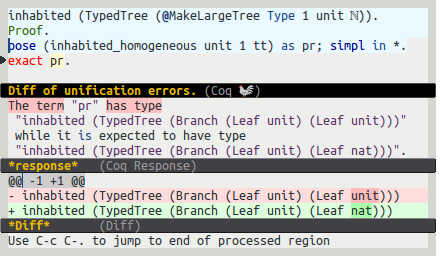 inhabited (TypedTree (@MakeLargeTree Type 1 unit ℕ)).
Proof.
pose (inhabited_homogeneous unit 1 tt) as pr; simpl in *.
exact pr.
Diff of unification errors. (Coq 🐓)
The term "pr" has type
"inhabited (TypedTree (Branch (Leaf unit) (Leaf unit)))"
while it is expected to have type
"inhabited (TypedTree (Branch (Leaf unit) (Leaf nat)))".
*response* (Coq Response)
@@ -1 +1 @@
- inhabited (TypedTree (Branch (Leaf unit) (Leaf unit)))
+ inhabited (TypedTree (Branch (Leaf unit) (Leaf nat)))
*Diff* (Diff)
Use C-c C-. to jump to end of processed region